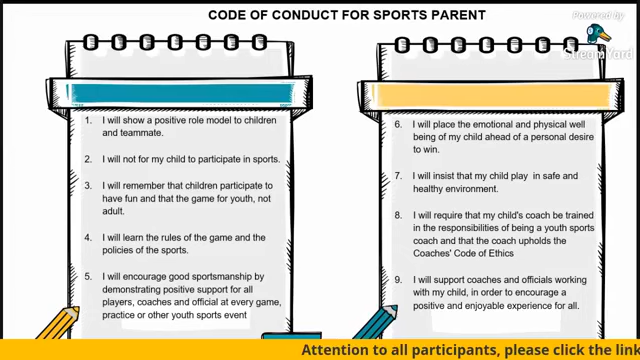 CODE OF CONDUCT FOR SPORTS PARENT
Powered by
StreamYard
1. I will show a positive role model to children
and teammate.
2. I will not for my child to participate in sports.
3. I will remember that children participate to
have fun and that the game for youth, not
adult.
4. I will learn the rules of the game and the
policies of the sports.
5. I will encourage good sportsmanship by
demonstrating positive support for all
players, coaches and official at every game,
practice or other youth sports event
6. I will place the emotional and physical well
being of my child ahead of a personal desire
to win.
7. I will insist that my child play in safe and
healthy environment.
8. I will require that my child's coach be trained
in the responsibilities of being a youth sports
coach and that the coach upholds the
Coaches' Code of Ethics
9. I will support coaches and officials working
with my child, in order to encourage a
positive and enjoyable experience for all.
Attention to all participants, please click the link